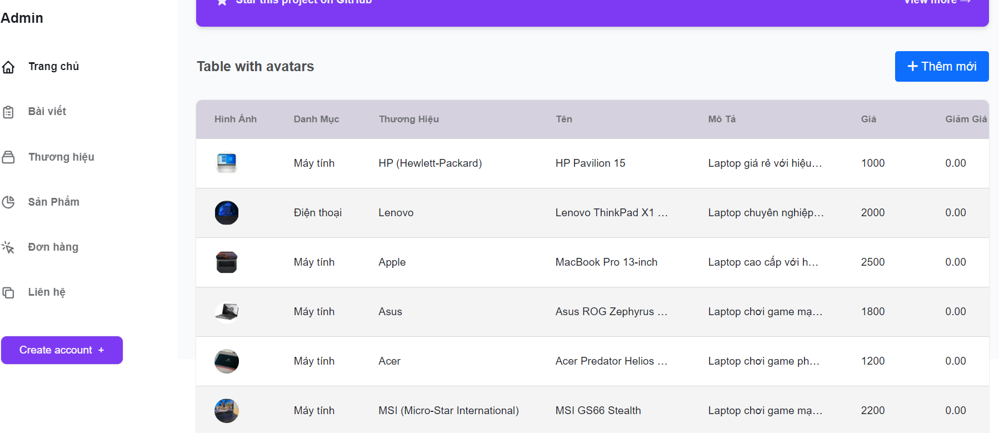 Star this project on GitHub
View more →
Admin
Trang chủ
Bài viết
Thương hiệu
Sản Phẩm
Đơn hàng
Liên hệ
Create account +
Table with avatars
+ Thêm mới
Hình Ảnh Danh Mục Thương Hiệu Tên Mô Tả Giá Giảm Giá
Máy tính HP (Hewlett-Packard) HP Pavilion 15 Laptop giá rẻ với hiệu... 1000 0.00
Điện thoại Lenovo Lenovo ThinkPad X1 ... Laptop chuyên nghiệp... 2000 0.00
Máy tính Apple MacBook Pro 13-inch Laptop cao cấp với h... 2500 0.00
Máy tính Asus Asus ROG Zephyrus ... Laptop chơi game mạ... 1800 0.00
Máy tính Acer Acer Predator Helios ... Laptop chơi game ph... 1200 0.00
Máy tính MSI (Micro-Star International) MSI GS66 Stealth Laptop chơi game mạ... 2200 0.00